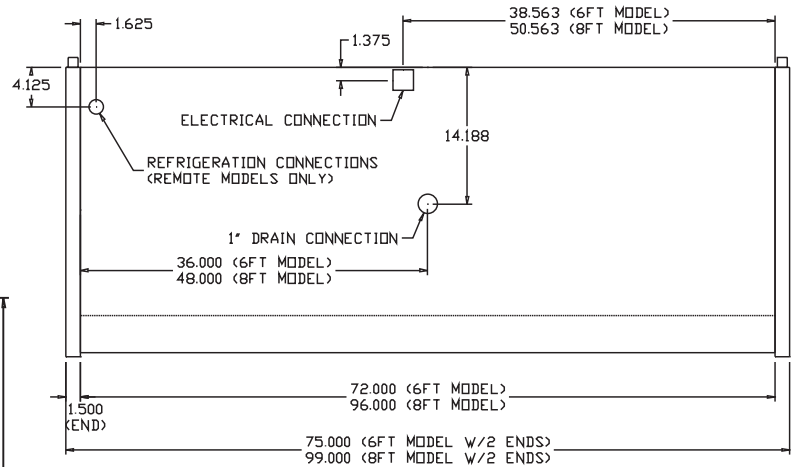 38.563 (6FT MODEL)
50.563 (8FT MODEL)
1.625
1.375
4.125
ELECTRICAL CONNECTION
14.188
REFRIGERATION CONNECTIONS
(REMOTE MODELS ONLY)
1" DRAIN CONNECTION
36.000 (6FT MODEL)
48.000 (8FT MODEL)
72.000 (6FT MODEL)
96.000 (8FT MODEL)
1.500
(END)
75.000 (6FT MODEL W/2 ENDS)
99.000 (8FT MODEL W/2 ENDS)